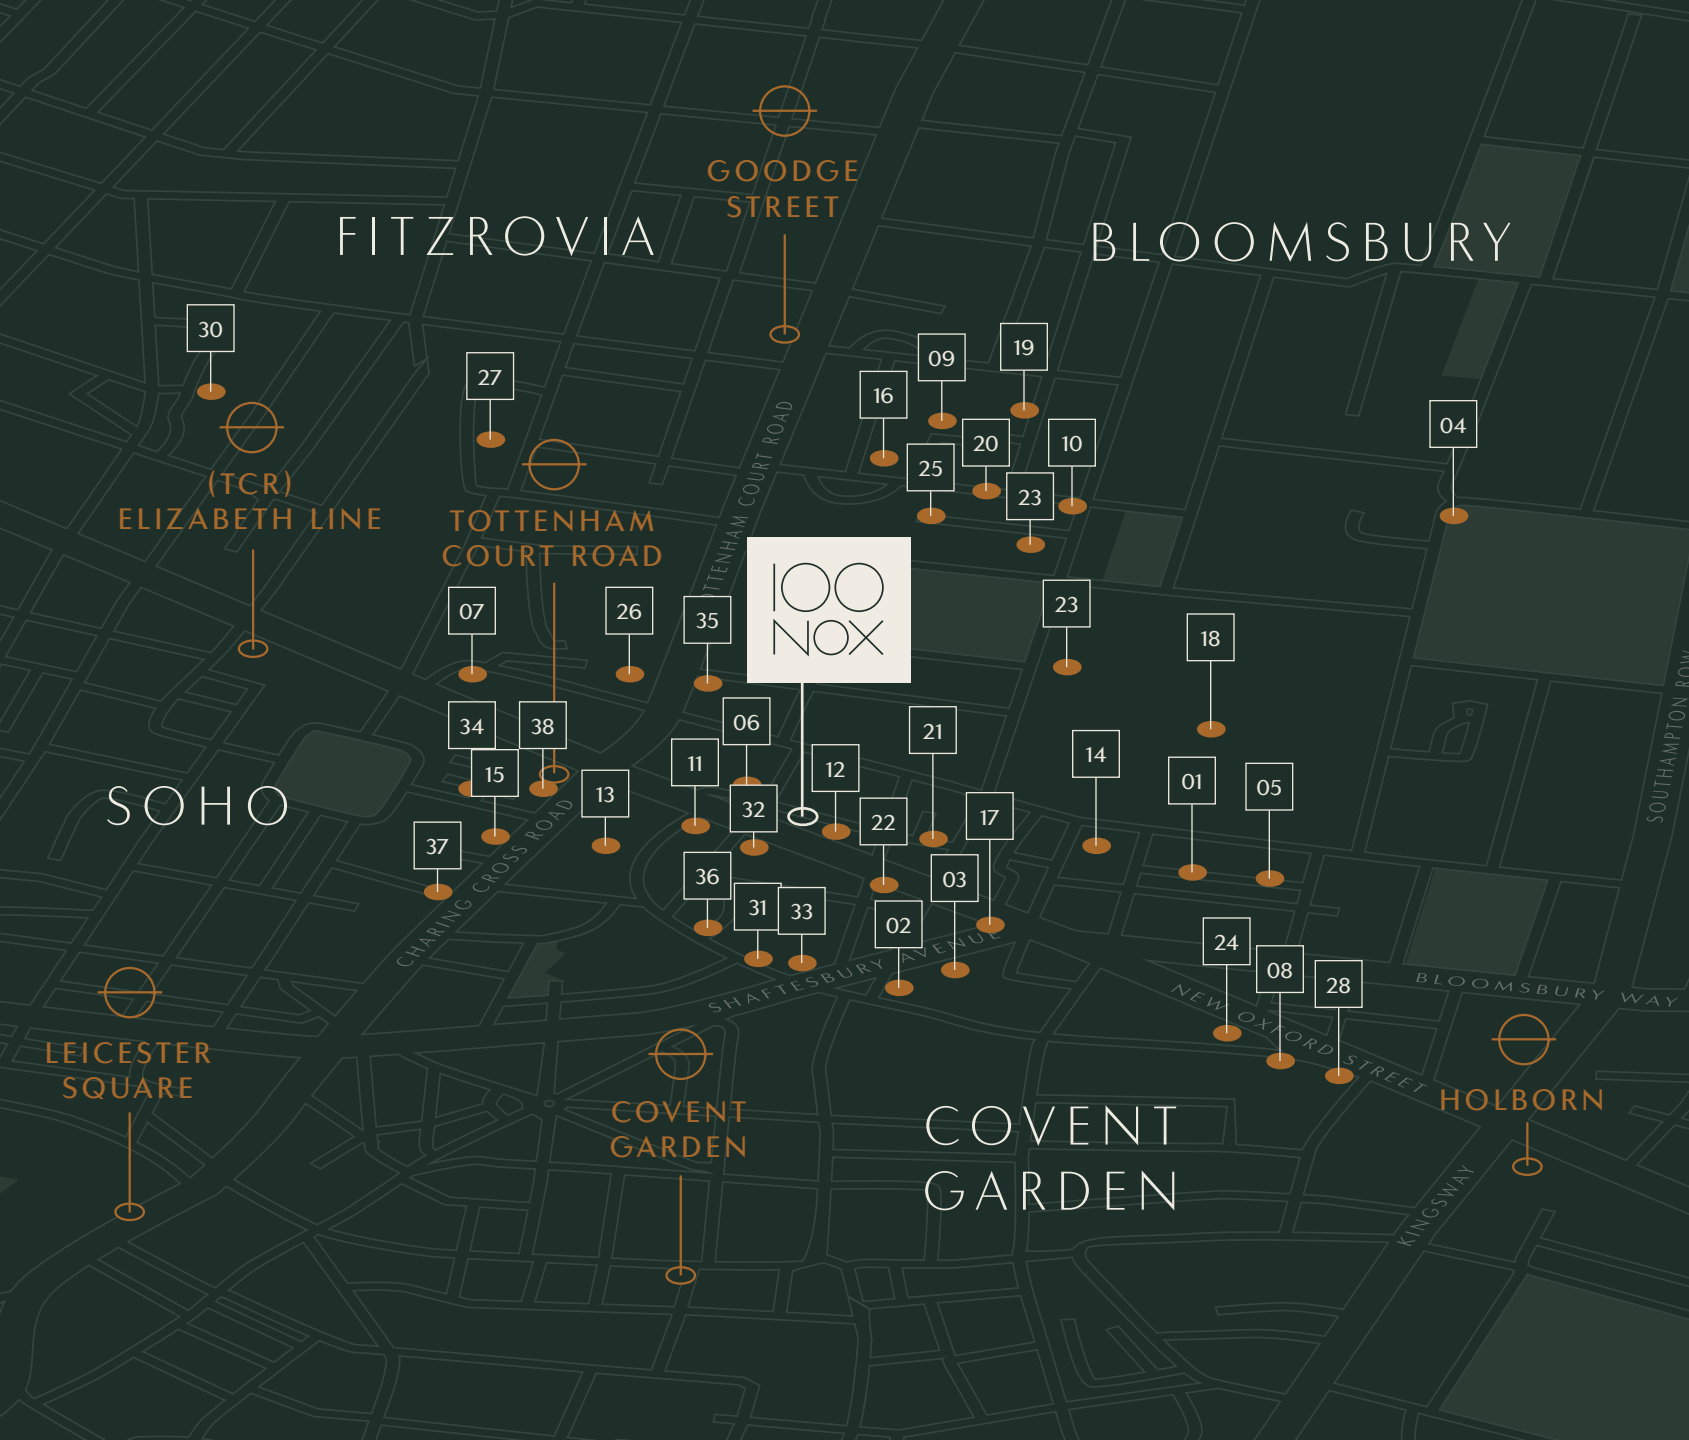 GOODGE
STREET
FITZROVIA
BLOOMSBURY
30
27
09
19
16
20
10
04
25
23
(TCR)
ELIZABETH LINE
TOTTENHAM
COURT ROAD
TOTTENHAM COURT ROAD
100
NOX
07
26
35
23
18
34
38
06
21
14
15
11
12
01
05
13
32
22
17
SOHO
37
36
03
31
33
02
24
08
28
CHARING CROSS ROAD
SHAFTESBURY AVENUE
NEW OXFORD STREET
BLOOMSBURY WAY
SOUTHAMPTON ROW
LEICESTER
SQUARE
COVENT
GARDEN
COVENT
GARDEN
HOLBORN
KINGSWAY